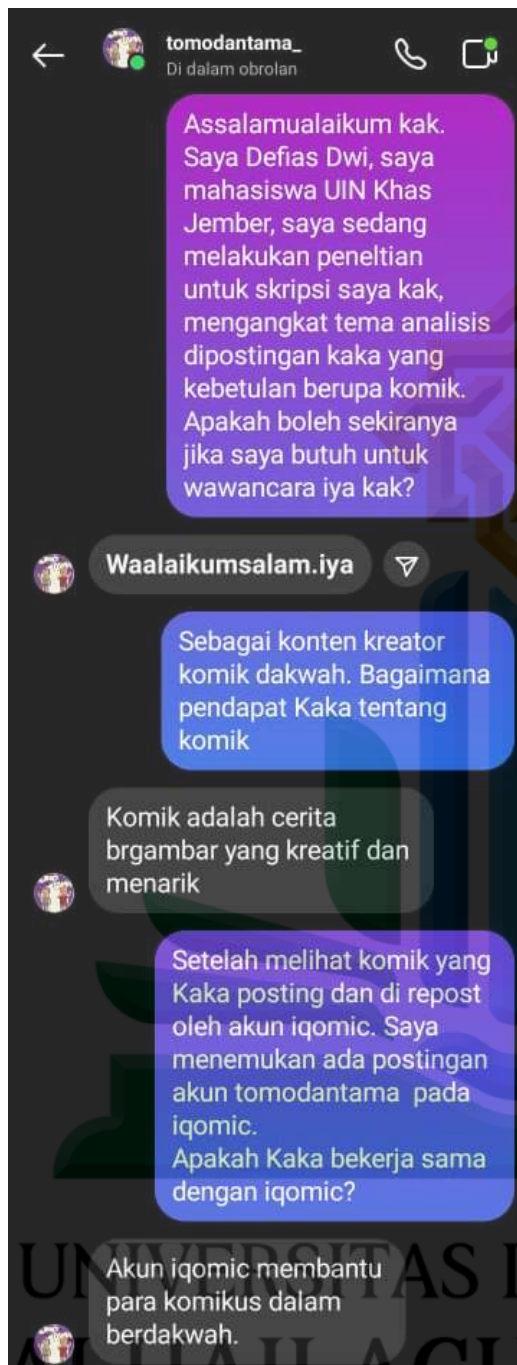 tomodantama_
Di dalam obrolan
Assalamualaikum kak.
Saya Defias Dwi, saya
mahasiswa UIN Khas
Jember, saya sedang
melakukan peneltian
untuk skripsi saya kak,
mengangkat tema analisis
dipostingan kaka yang
kebetulan berupa komik.
Apakah boleh sekiranya
jika saya butuh untuk
wawancara iya kak?
Waalaikumsalam.iya
Sebagai konten kreator
komik dakwah. Bagaimana
pendapat Kaka tentang
komik
Komik adalah cerita
brgambar yang kreatif dan
menarik
Setelah melihat komik yang
Kaka posting dan di repost
oleh akun iqomic. Saya
menemukan ada postingan
akun tomodantama pada
iqomic.
Apakah Kaka bekerja sama
dengan iqomic?
Akun iqomic membantu
para komikus dalam
berdakwah.
UNIVERSITAS